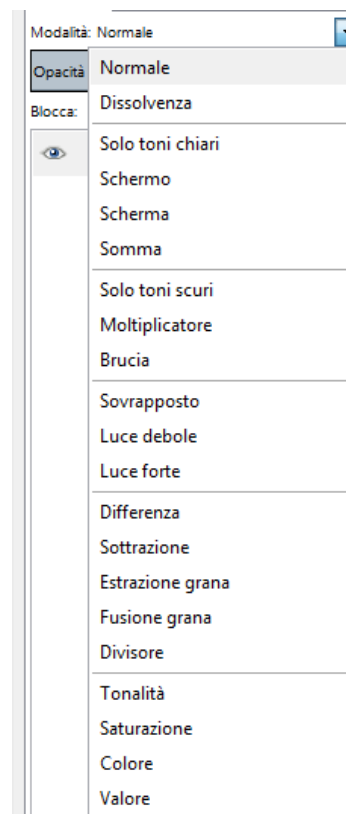 Modalità: Normale
Opacità
Normale
Dissolvenza
Blocca:
Solo toni chiari
Schermo
Scherma
Somma
Solo toni scuri
Moltiplicatore
Brucia
Sovrapposto
Luce debole
Luce forte
Differenza
Sottrazione
Estrazione grana
Fusione grana
Divisore
Tonalità
Saturazione
Colore
Valore